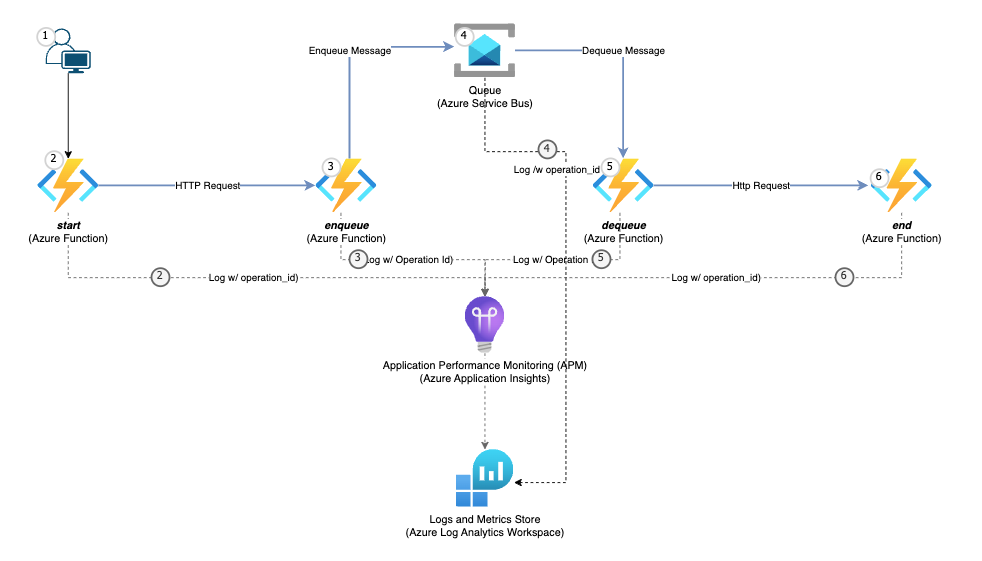 1
4
Enqueue Message
Dequeue Message
Queue
(Azure Service Bus)
4
Log /w operation_id
2
3
5
6
HTTP Request
Http Request
start
(Azure Function)
enqueue
(Azure Function)
dequeue
(Azure Function)
end
(Azure Function)
3
og w/ Operation Id)
Log w/ Operation
5
2
Log w/ operation_id)
Log w/ operation_id)
6
Application Performance Monitoring (APM)
(Azure Application Insights)
Logs and Metrics Store
(Azure Log Analytics Workspace)